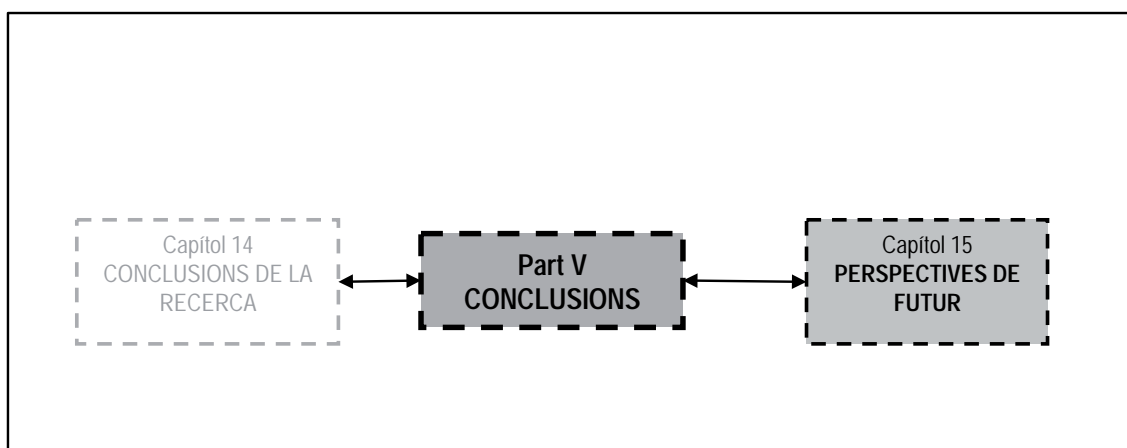 Capítol 14
CONCLUSIONS DE LA
RECERCA
Part V
CONCLUSIONS
Capítol 15
PERSPECTIVES DE
FUTUR